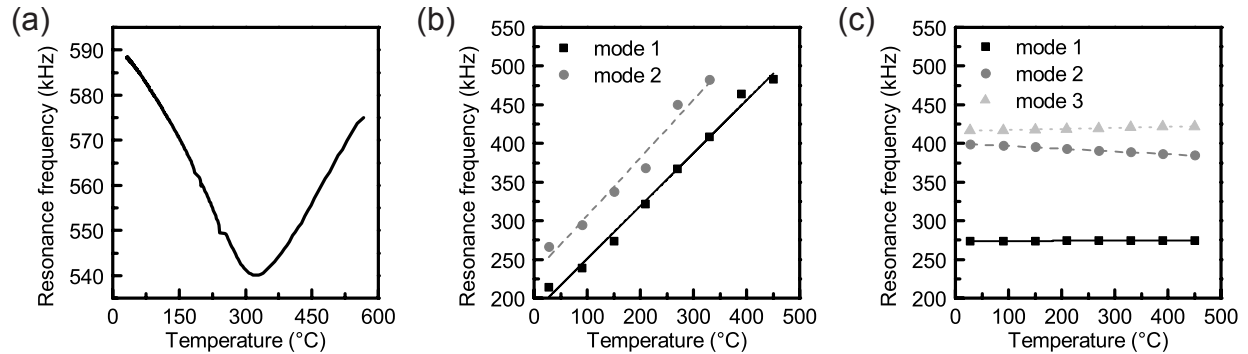 (a)
Resonance frequency (kHz)
590
580
570
560
550
540
0 150 300 450 600
Temperature (°C)
(b)
Resonance frequency (kHz)
550
500
450
400
350
300
250
200
mode 1
mode 2
0 100 200 300 400 500
Temperature (°C)
(c)
Resonance frequency (kHz)
550
500
450
400
350
300
250
200
mode 1
mode 2
mode 3
0 100 200 300 400 500
Temperature (°C)